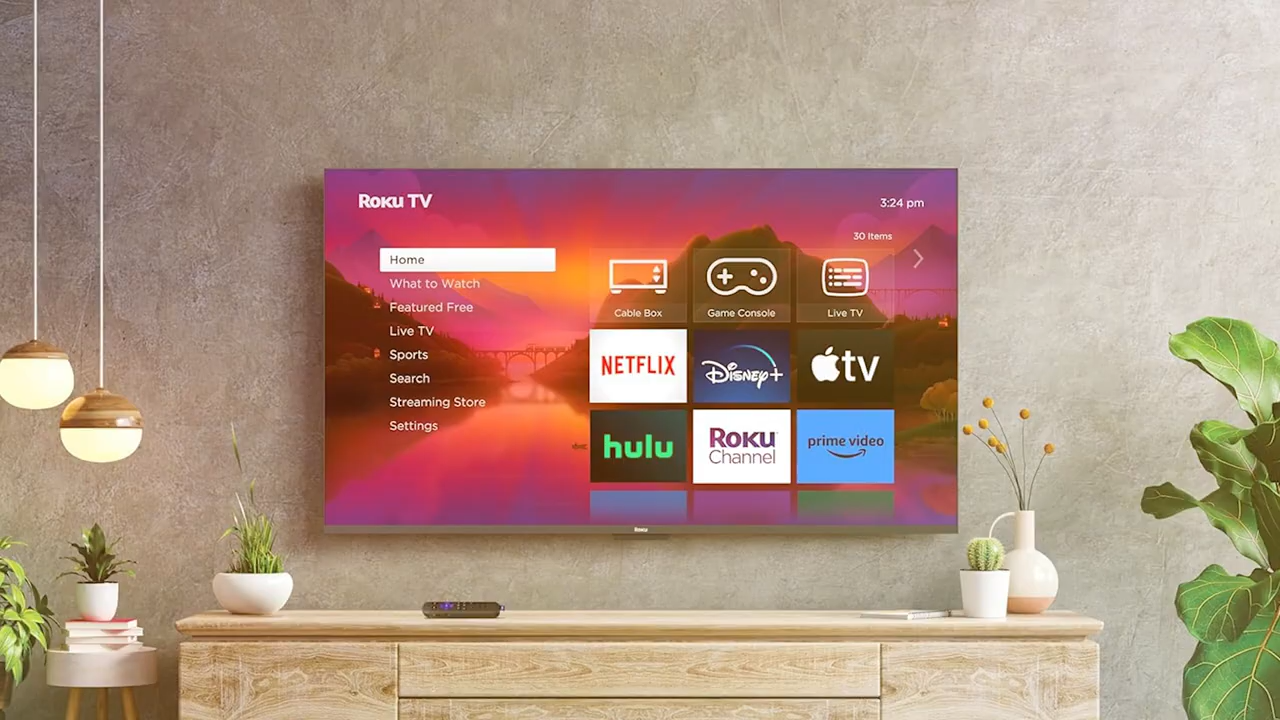 Roku TV
3:24 pm
30 Items
Home
What to Watch
Featured Free
Live TV
Sports
Search
Streaming Store
Settings
Cable Box
Game Console
Live TV
NETFLIX
Disney+
tv
hulu
Roku
Channel
prime video
Roku